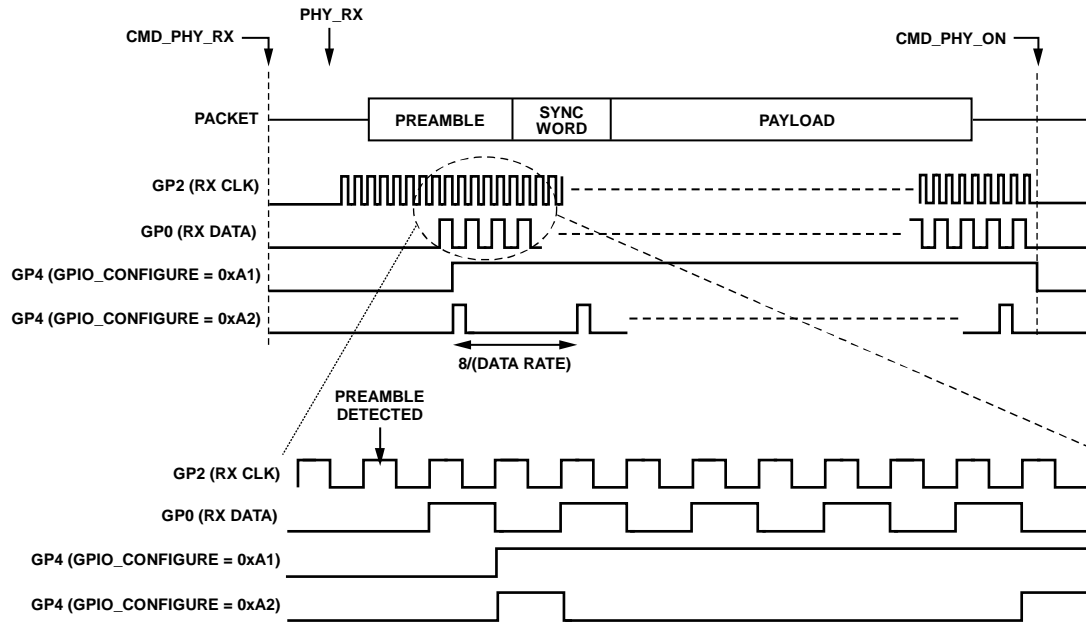 PHY_RX
CMD_PHY_RX
CMD_PHY_ON
PACKET
PREAMBLE
SYNC
WORD
PAYLOAD
GP2 (RX CLK)
GP0 (RX DATA)
GP4 (GPIO_CONFIGURE = 0xA1)
GP4 (GPIO_CONFIGURE = 0xA2)
8/(DATA RATE)
PREAMBLE
DETECTED
GP2 (RX CLK)
GP0 (RX DATA)
GP4 (GPIO_CONFIGURE = 0xA1)
GP4 (GPIO_CONFIGURE = 0xA2)